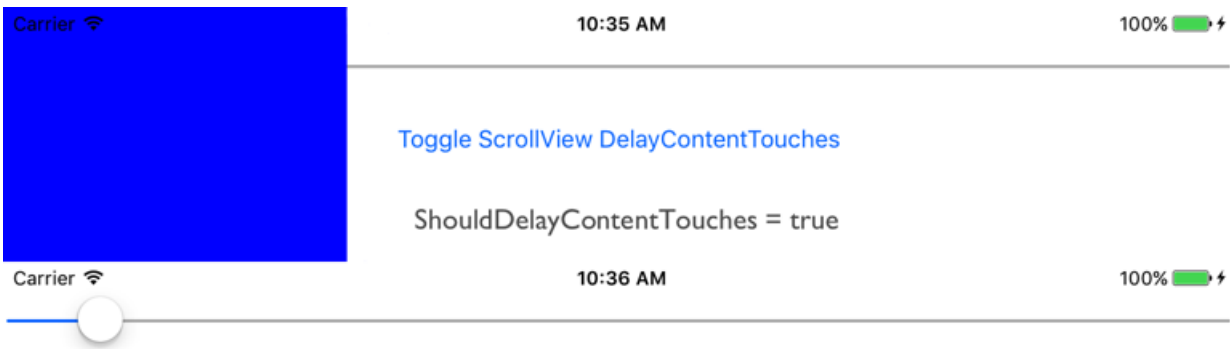 Carrier 10:35 AM 100%
Toggle ScrollView DelayContentTouches
ShouldDelayContentTouches = true
Carrier 10:36 AM 100%